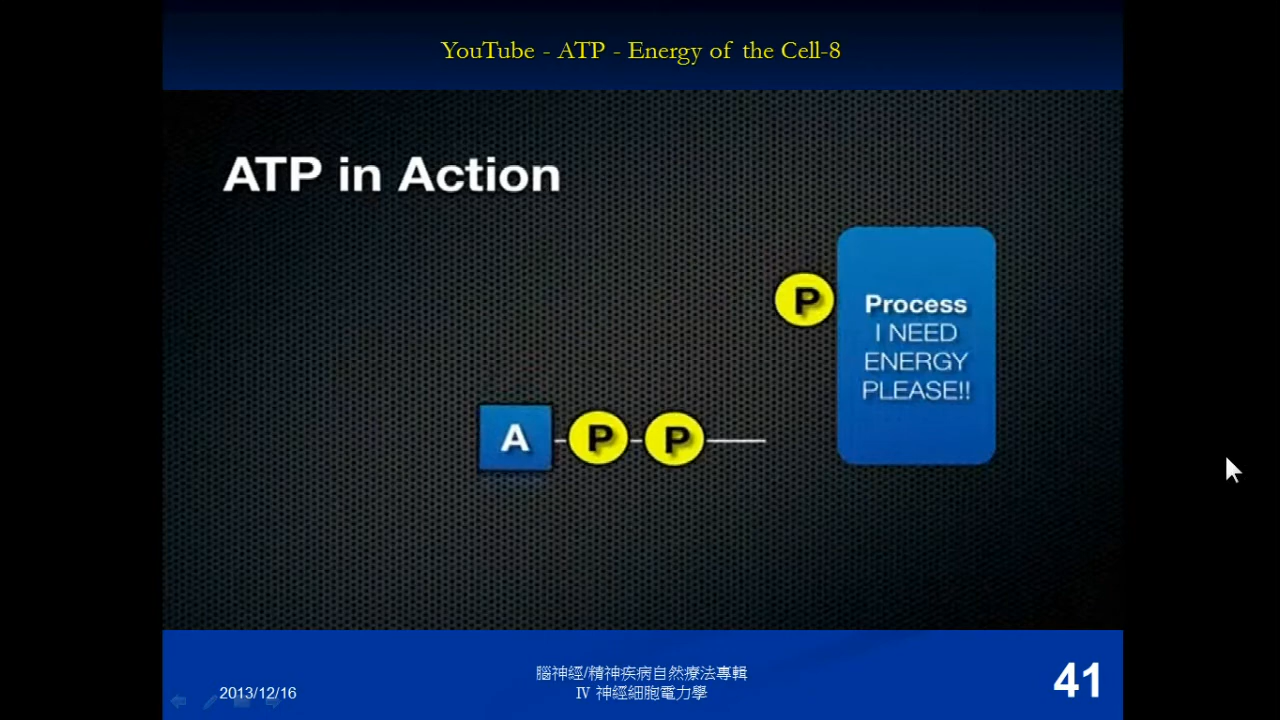 YouTube - ATP - Energy of the Cell-8
ATP in Action
P
Process
I NEED
ENERGY
PLEASE!!
A P P
腦神經/精神疾病自然療法專輯
2013/12/16
IV 神經細胞電力學
41